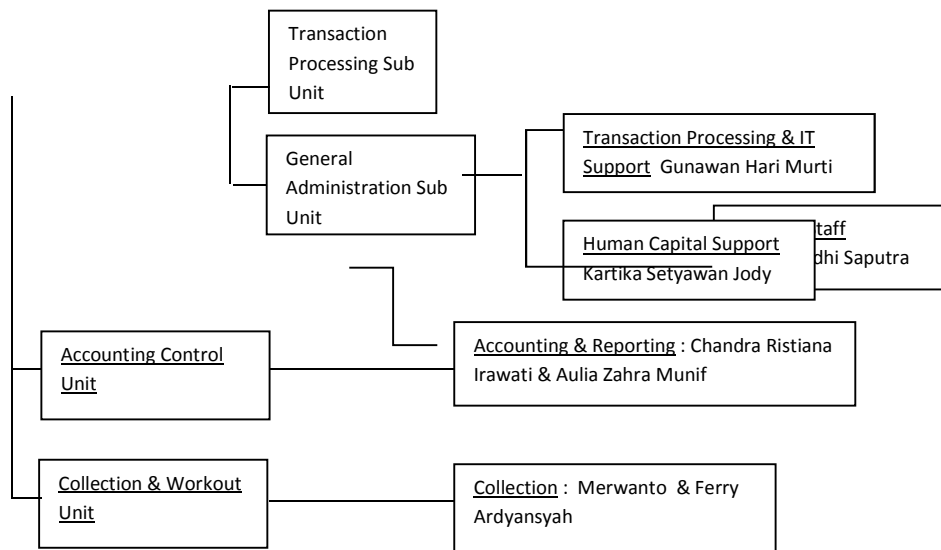 Transaction
Processing Sub
Unit
General
Administration Sub
Unit
Transaction Processing & IT
Support Gunawan Hari Murti
Human Capital Support
Kartika Setyawan Jody
Saputra
Accounting Control
Unit
Accounting & Reporting : Chandra Ristiana
Irawati & Aulia Zahra Munif
Collection & Workout
Unit
Collection : Merwanto & Ferry
Ardyansyah